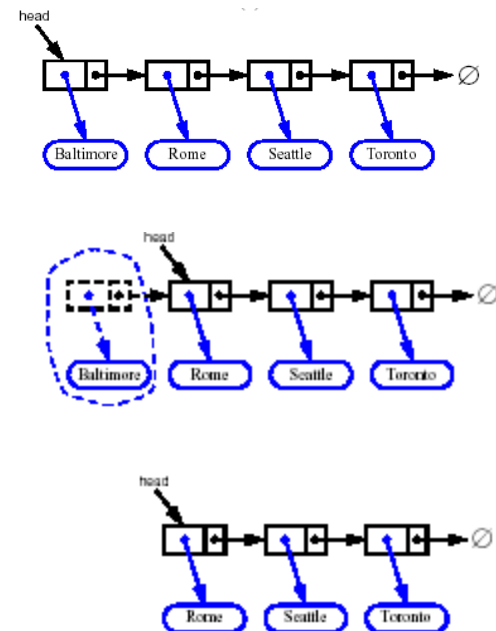 head
∅
Baltimore Rome Seattle Toronto
head
∅
Baltimore Rome Seattle Toronto
head
∅
Rome Seattle Toronto